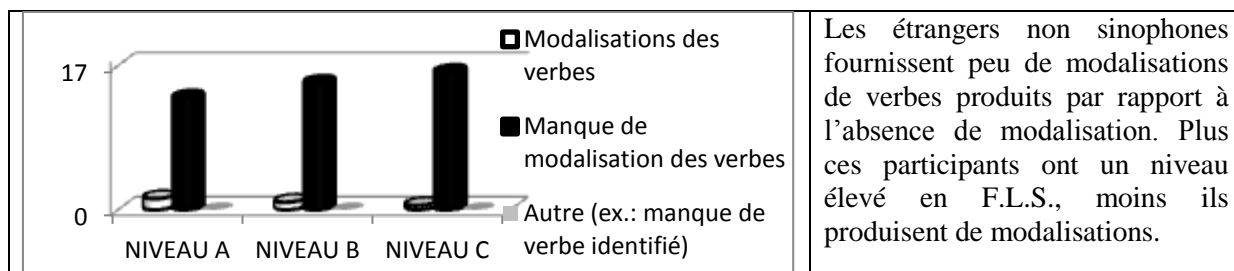 17
0
NIVEAU A NIVEAU B NIVEAU C
Modalisations des
verbes
Manque de
modalisation des verbes
Autre (ex.: manque de
verbe identifié)
Les étrangers non sinophones
fournissent peu de modalisations
de verbes produits par rapport à
l’absence de modalisation. Plus
ces participants ont un niveau
élevé en F.L.S., moins ils
produisent de modalisations.